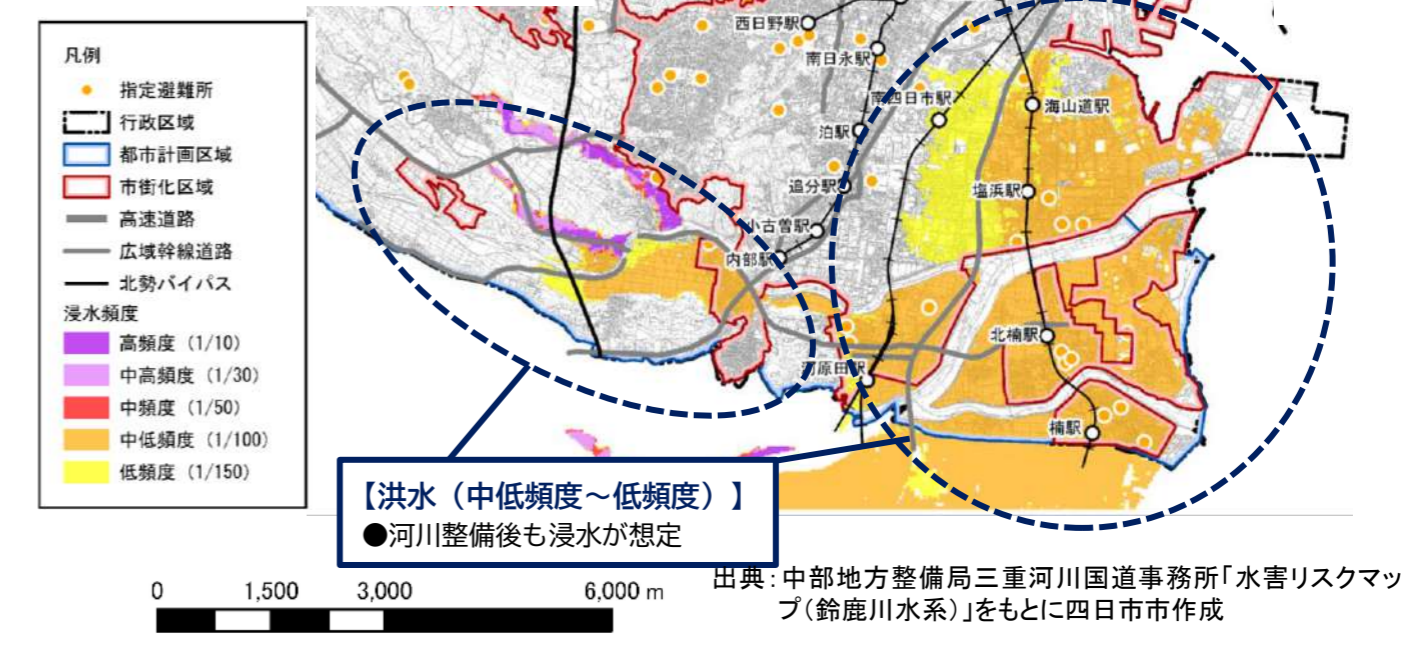 凡例
指定避難所
行政区域
都市計画区域
市街化区域
高速道路
広域幹線道路
北勢バイパス
浸水頻度
高頻度（1/10）
中高頻度（1/30）
中頻度（1/50）
中低頻度（1/100）
低頻度（1/150）
西日野駅
南日永駅
南四日市駅
海山道駅
泊駅
追分駅
塩浜駅
小古曽駅
内部駅
北楠駅
河原田駅
楠駅
【洪水（中低頻度～低頻度）】
●河川整備後も浸水が想定
0 1,500 3,000 6,000 m
出典：中部地方整備局三重河川国道事務所「水害リスクマッ
プ（鈴鹿川水系）」をもとに四日市市作成